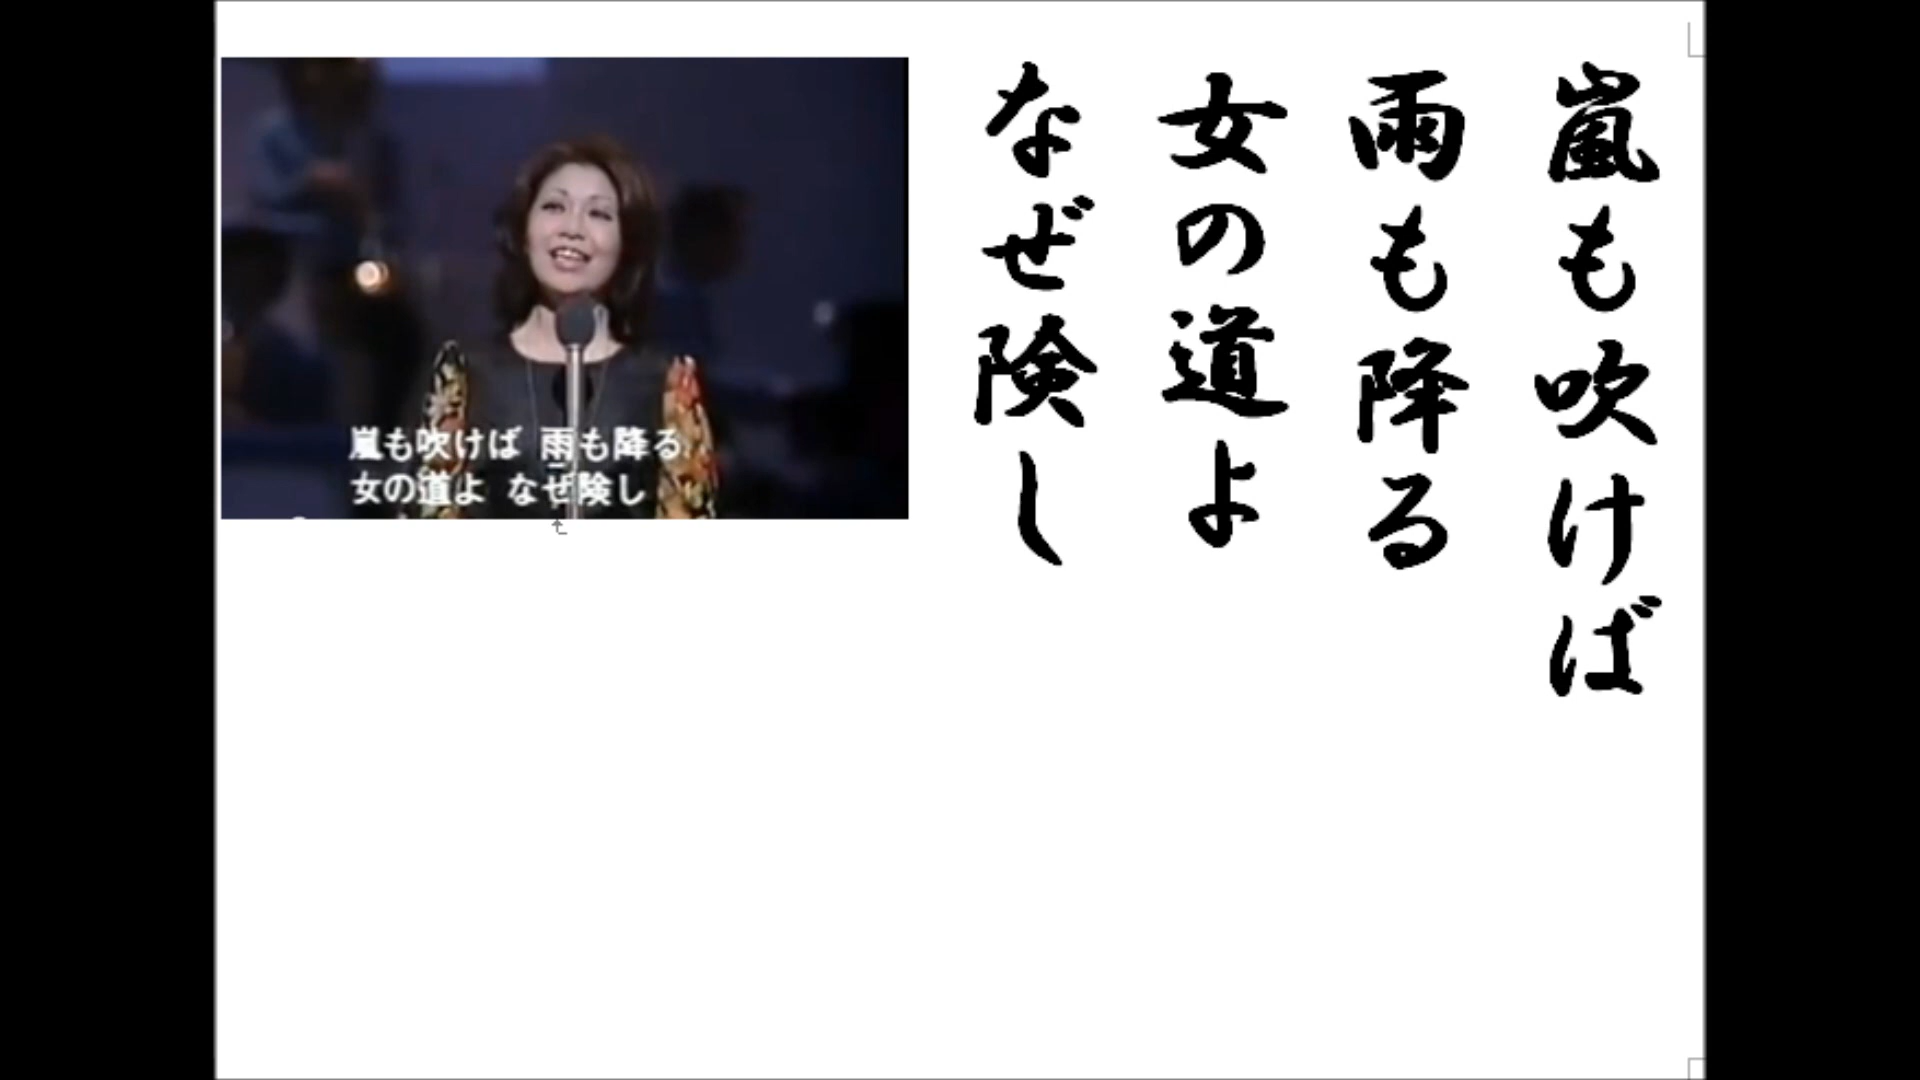 嵐も吹けば
雨も降る
女の道よ
なぜ険し
嵐も吹けば 雨も降る
女の道よ なぜ険し